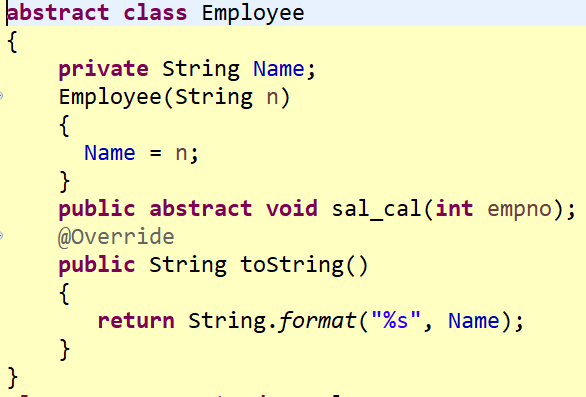 abstract class Employee
{
private String Name;
Employee(String n)
{
Name = n;
}
public abstract void sal_cal(int empno);
@Override
public String toString()
{
return String.format("%s", Name);
}
}